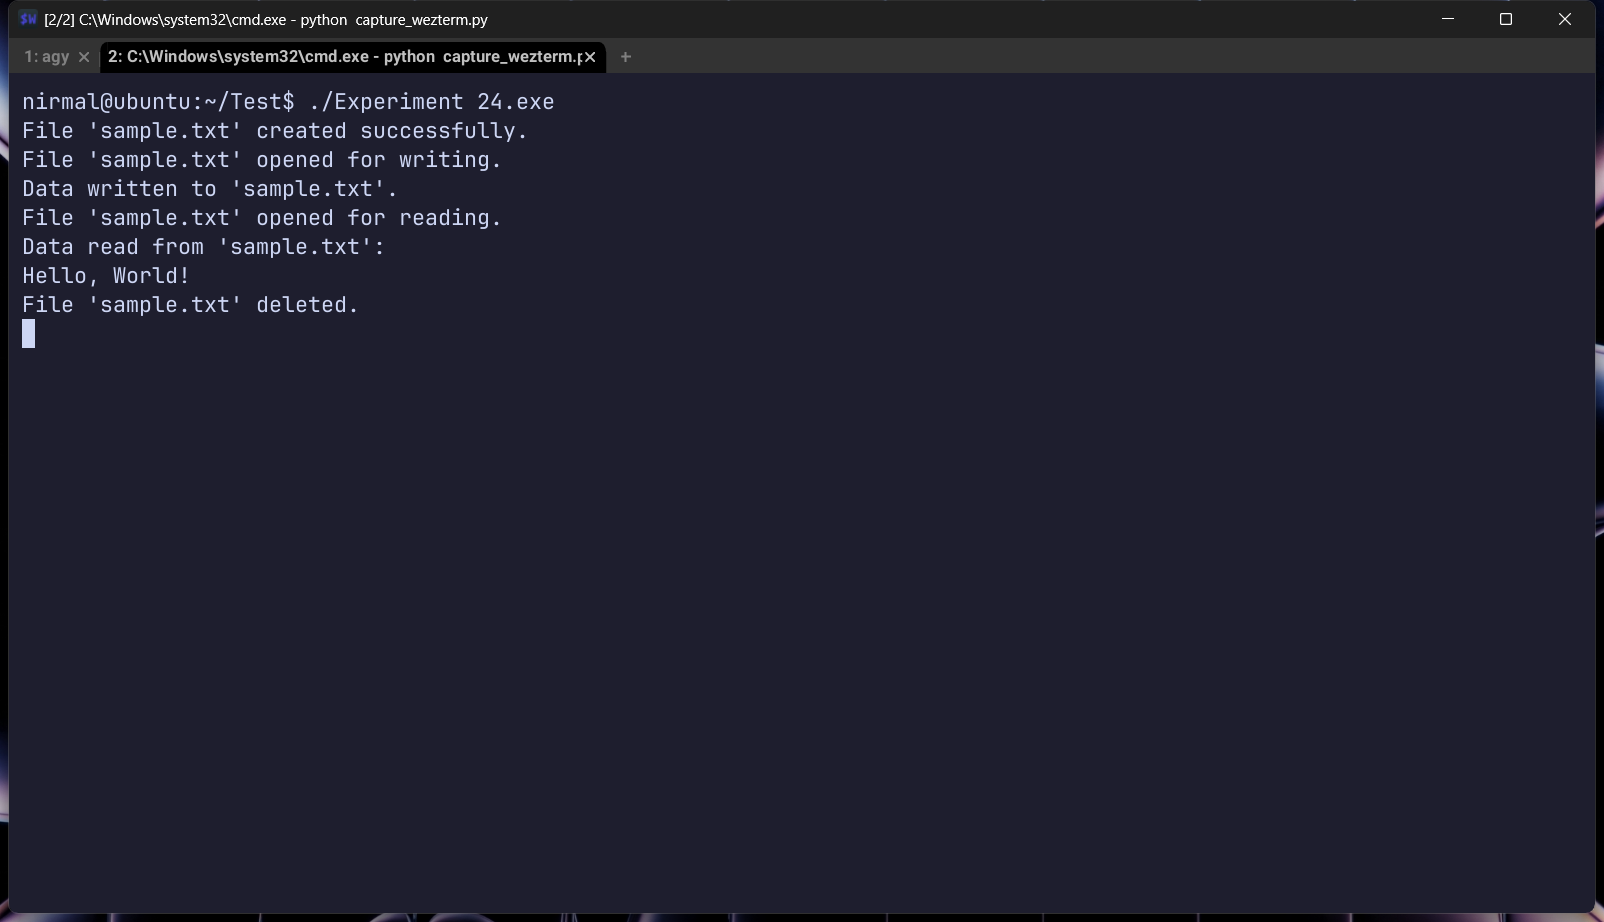 [2/2] C:\Windows\system32\cmd.exe - python  capture_wezterm.py
1: agy
2: C:\Windows\system32\cmd.exe - python  capture_wezterm.p
nirmal@ubuntu:~/Test$ ./Experiment 24.exe
File 'sample.txt' created successfully.
File 'sample.txt' opened for writing.
Data written to 'sample.txt'.
File 'sample.txt' opened for reading.
Data read from 'sample.txt':
Hello, World!
File 'sample.txt' deleted.